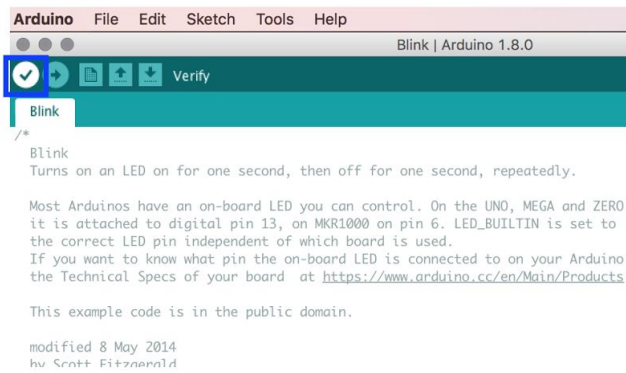 Arduino File Edit Sketch Tools Help
Blink | Arduino 1.8.0
Verify
Blink
/*
Blink
Turns on an LED on for one second, then off for one second, repeatedly.
Most Arduinos have an on-board LED you can control. On the UNO, MEGA and ZERO
it is attached to digital pin 13, on MKR1000 on pin 6. LED_BUILTIN is set to
the correct LED pin independent of which board is used.
If you want to know what pin the on-board LED is connected to on your Arduino
the Technical Specs of your board at https://www.arduino.cc/en/Main/Products
This example code is in the public domain.
modified 8 May 2014
by Scott Fitzgerald